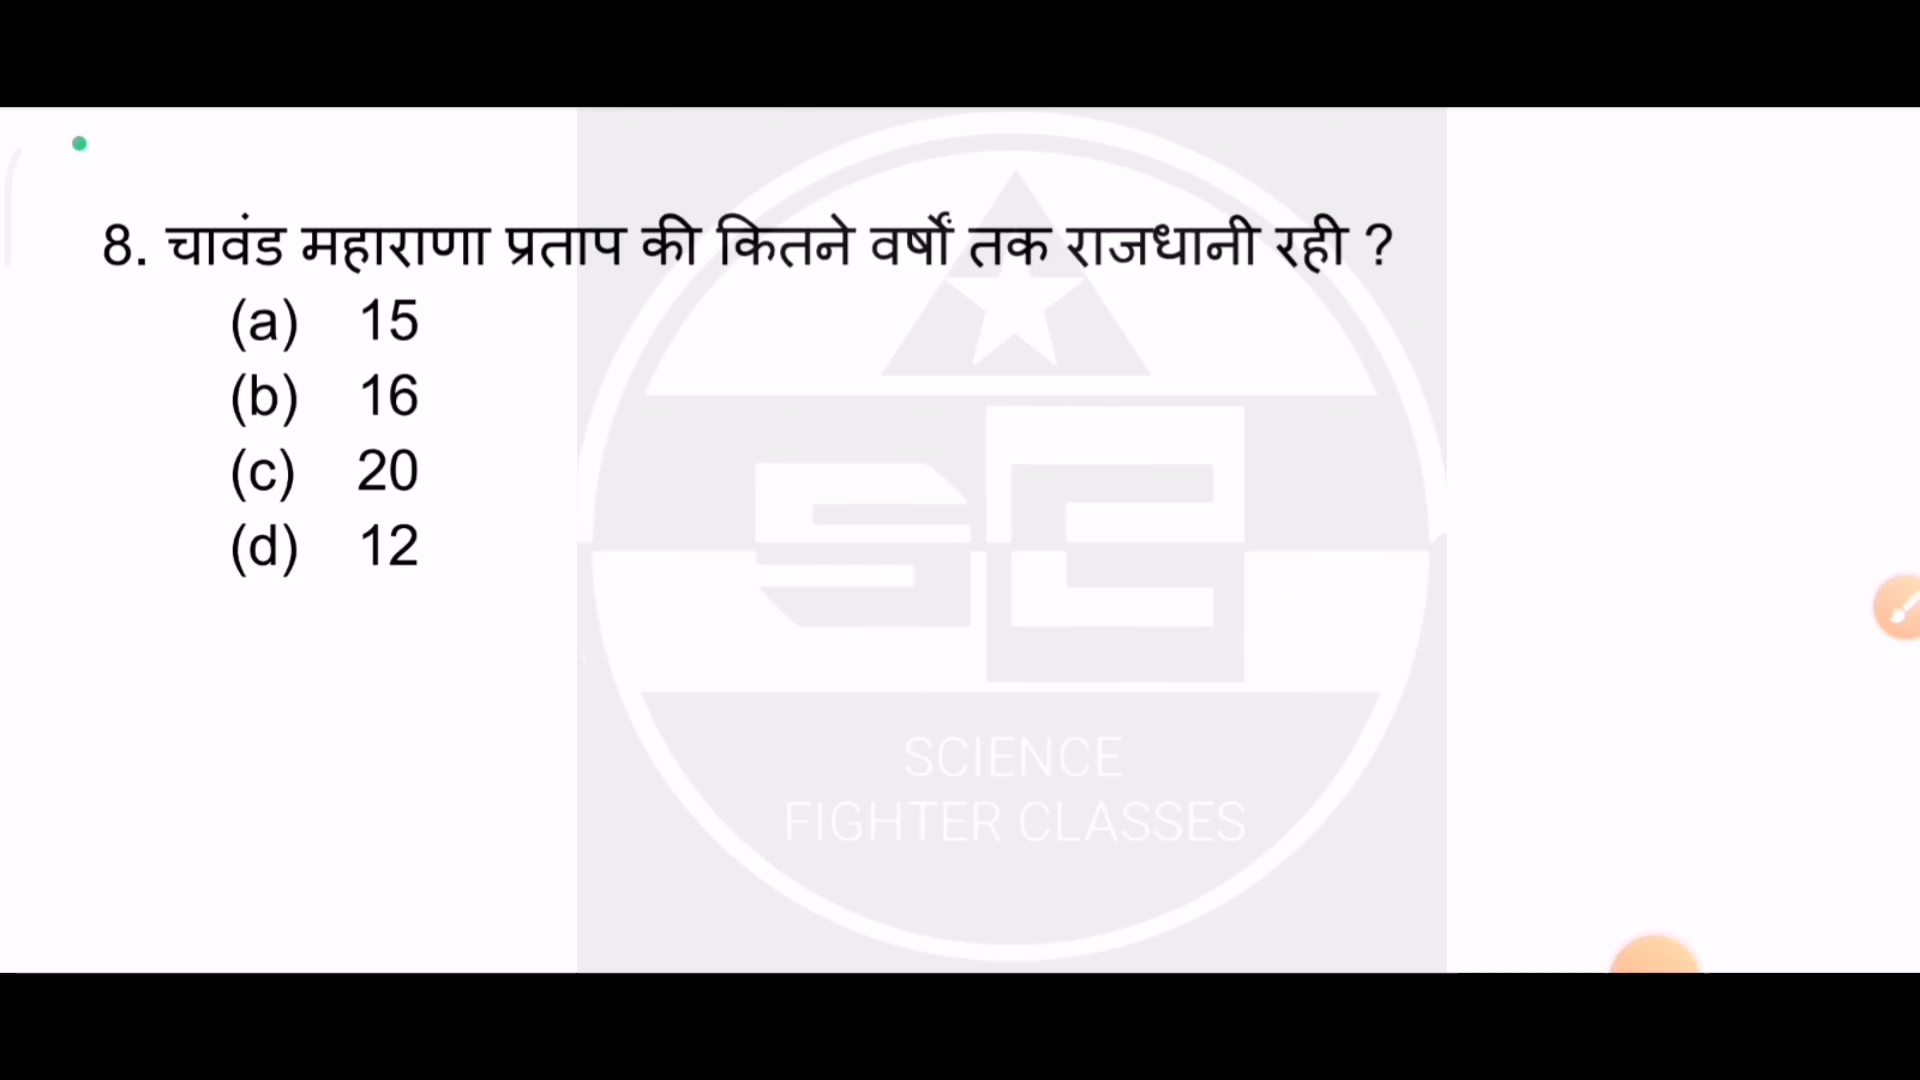 8. चावंड महाराणा प्रताप की कितने वर्षों तक राजधानी रही ?
(a) 15
(b) 16
(c) 20
(d) 12
SCIENCE
FIGHTER CLASSES